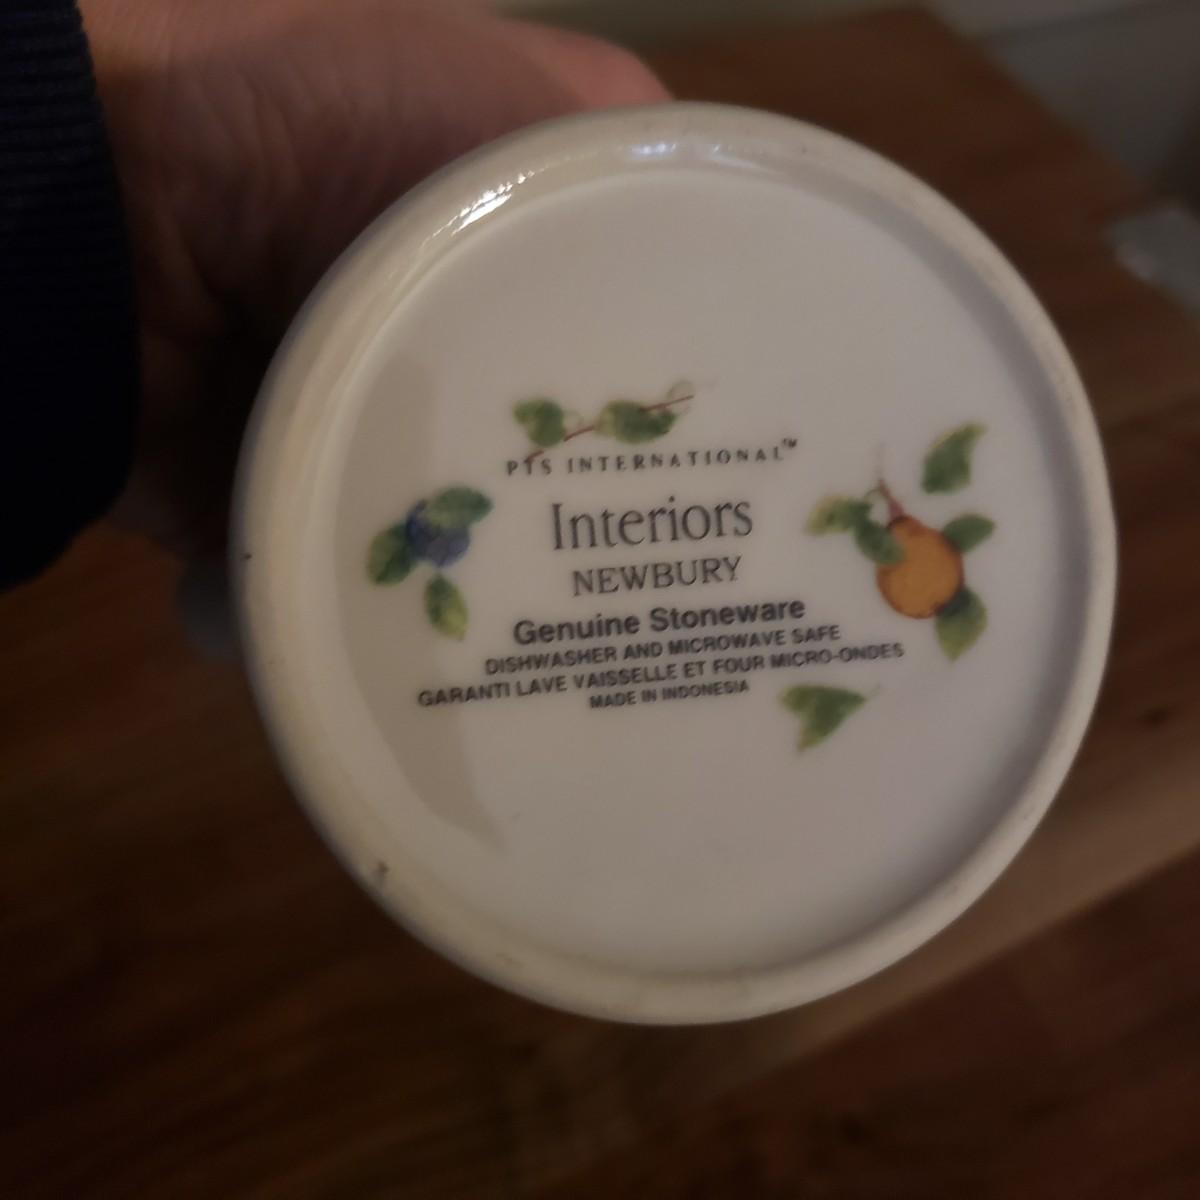 PTS INTERNATIONAL™
Interiors
NEWBURY
Genuine Stoneware
DISHWASHER AND MICROWAVE SAFE
GARANTI LAVE VAISSELLE ET FOUR MICRO-ONDES
MADE IN INDONESIA